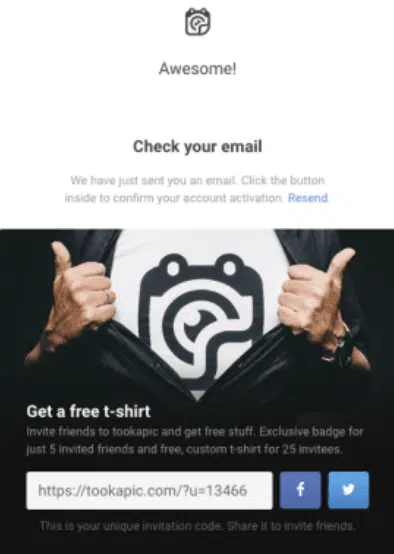 Awesome!
Check your email
We have just sent you an email. Click the button
inside to confirm your account activation. Resend.
Get a free t-shirt
Invite friends to tookapic and get free stuff. Exclusive badge for
just 5 invited friends and free, custom t-shirt for 25 invitees.
https://tookapic.com/?u=13466
This is your unique invitation code. Share it to invite friends.